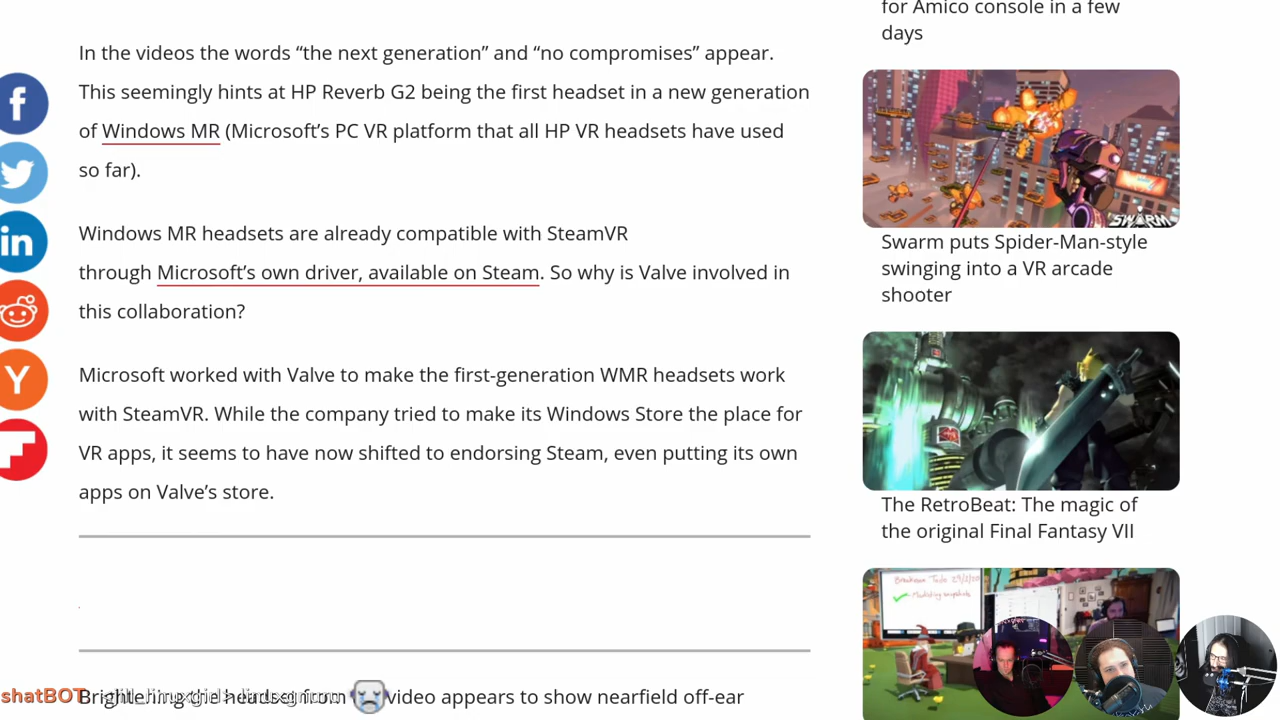 for Amico console in a few
days
In the videos the words “the next generation” and “no compromises” appear.
This seemingly hints at HP Reverb G2 being the first headset in a new generation
of Windows MR (Microsoft’s PC VR platform that all HP VR headsets have used
so far).
Windows MR headsets are already compatible with SteamVR
through Microsoft’s own driver, available on Steam. So why is Valve involved in
this collaboration?
Microsoft worked with Valve to make the first-generation WMR headsets work
with SteamVR. While the company tried to make its Windows Store the place for
VR apps, it seems to have now shifted to endorsing Steam, even putting its own
apps on Valve’s store.
SWARM
Swarm puts Spider-Man-style
swinging into a VR arcade
shooter
The RetroBeat: The magic of
the original Final Fantasy VII
shatBOT
video appears to show nearfield off-ear